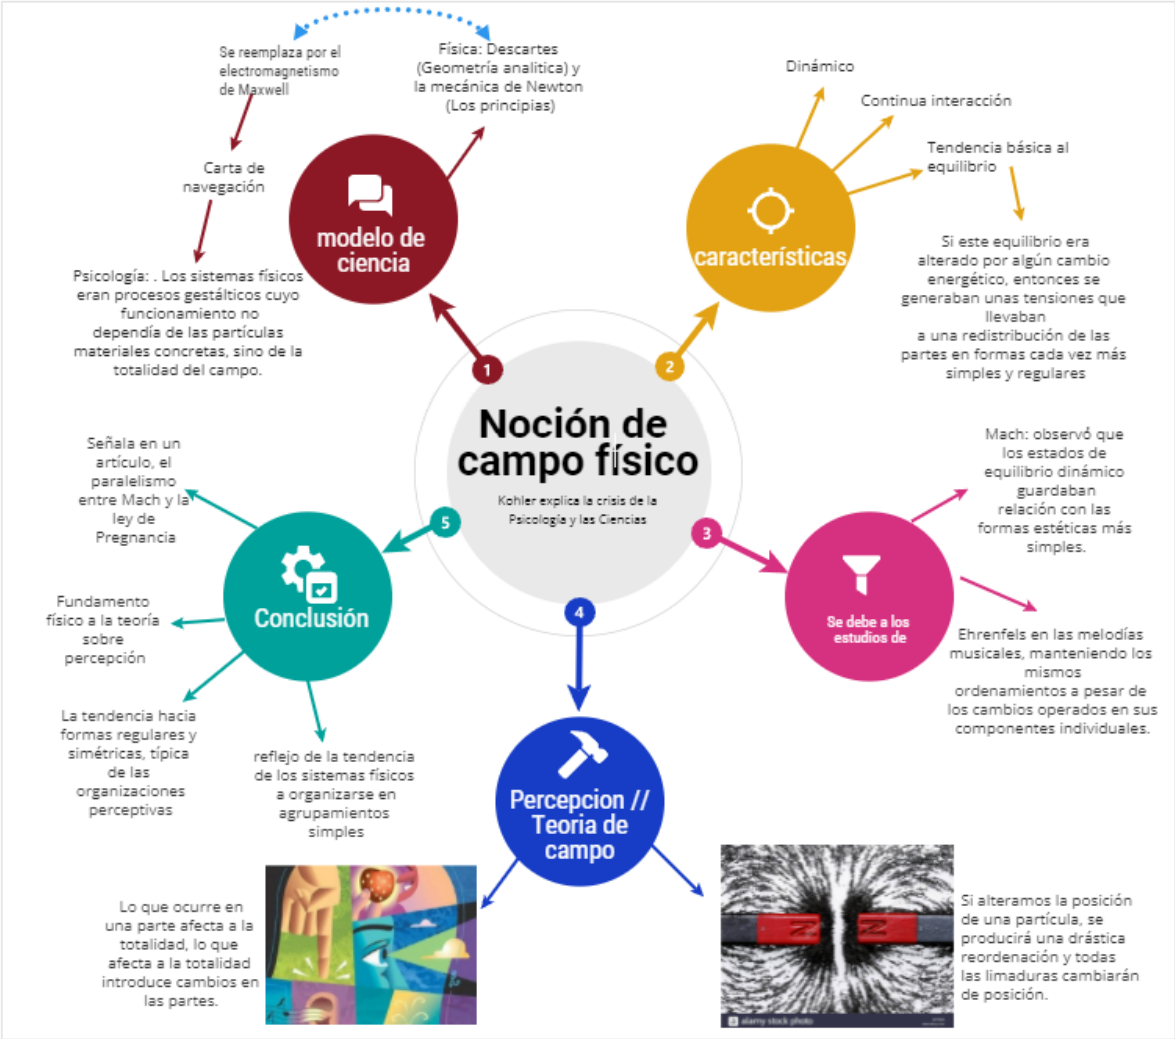 Noción de
campo físico
Kohler explica la crisis de la
Psicología y las Ciencias
1
modelo de
ciencia
Física: Descartes
(Geometría analitica) y
la mecánica de Newton
(Los principias)
Se reemplaza por el
electromagnetismo
de Maxwell
Carta de
navegación
Psicología: . Los sistemas físicos
eran procesos gestálticos cuyo
funcionamiento no
dependía de las partículas
materiales concretas, sino de la
totalidad del campo.
2
características
Dinámico
Continua interacción
Tendencia básica al
equilibrio
Si este equilibrio era
alterado por algún cambio
energético, entonces se
generaban unas tensiones que
llevaban
a una redistribución de las
partes en formas cada vez más
simples y regulares
3
Se debe a los
estudios de
Mach: observó que
los estados de
equilibrio dinámico
guardaban
relación con las
formas estéticas más
simples.
Ehrenfels en las melodías
musicales, manteniendo los
mismos
ordenamientos a pesar de
los cambios operados en sus
componentes individuales.
4
Percepcion //
Teoria de
campo
Lo que ocurre en
una parte afecta a la
totalidad, lo que
afecta a la totalidad
introduce cambios en
las partes.
N N
alamy stock photo
Si alteramos la posición
de una partícula, se
producirá una drástica
reordenación y todas
las limaduras cambiarán
de posición.
5
Conclusión
Señala en un
artículo, el
paralelismo
entre Mach y la
ley de
Pregnancia
Fundamento
físico a la teoría
sobre
percepción
La tendencia hacia
formas regulares y
simétricas, típica
de las
organizaciones
perceptivas
reflejo de la tendencia
de los sistemas físicos
a organizarse en
agrupamientos
simples